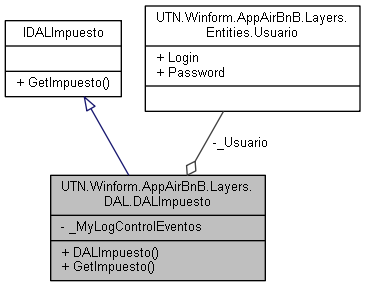 IDALImpuesto
+ GetImpuesto()
UTN.Winform.AppAirBnB.Layers.
Entities.Usuario
+ Login
+ Password
-_Usuario
UTN.Winform.AppAirBnB.Layers.
DAL.DALImpuesto
- _MyLogControlEventos
+ DALImpuesto()
+ GetImpuesto()